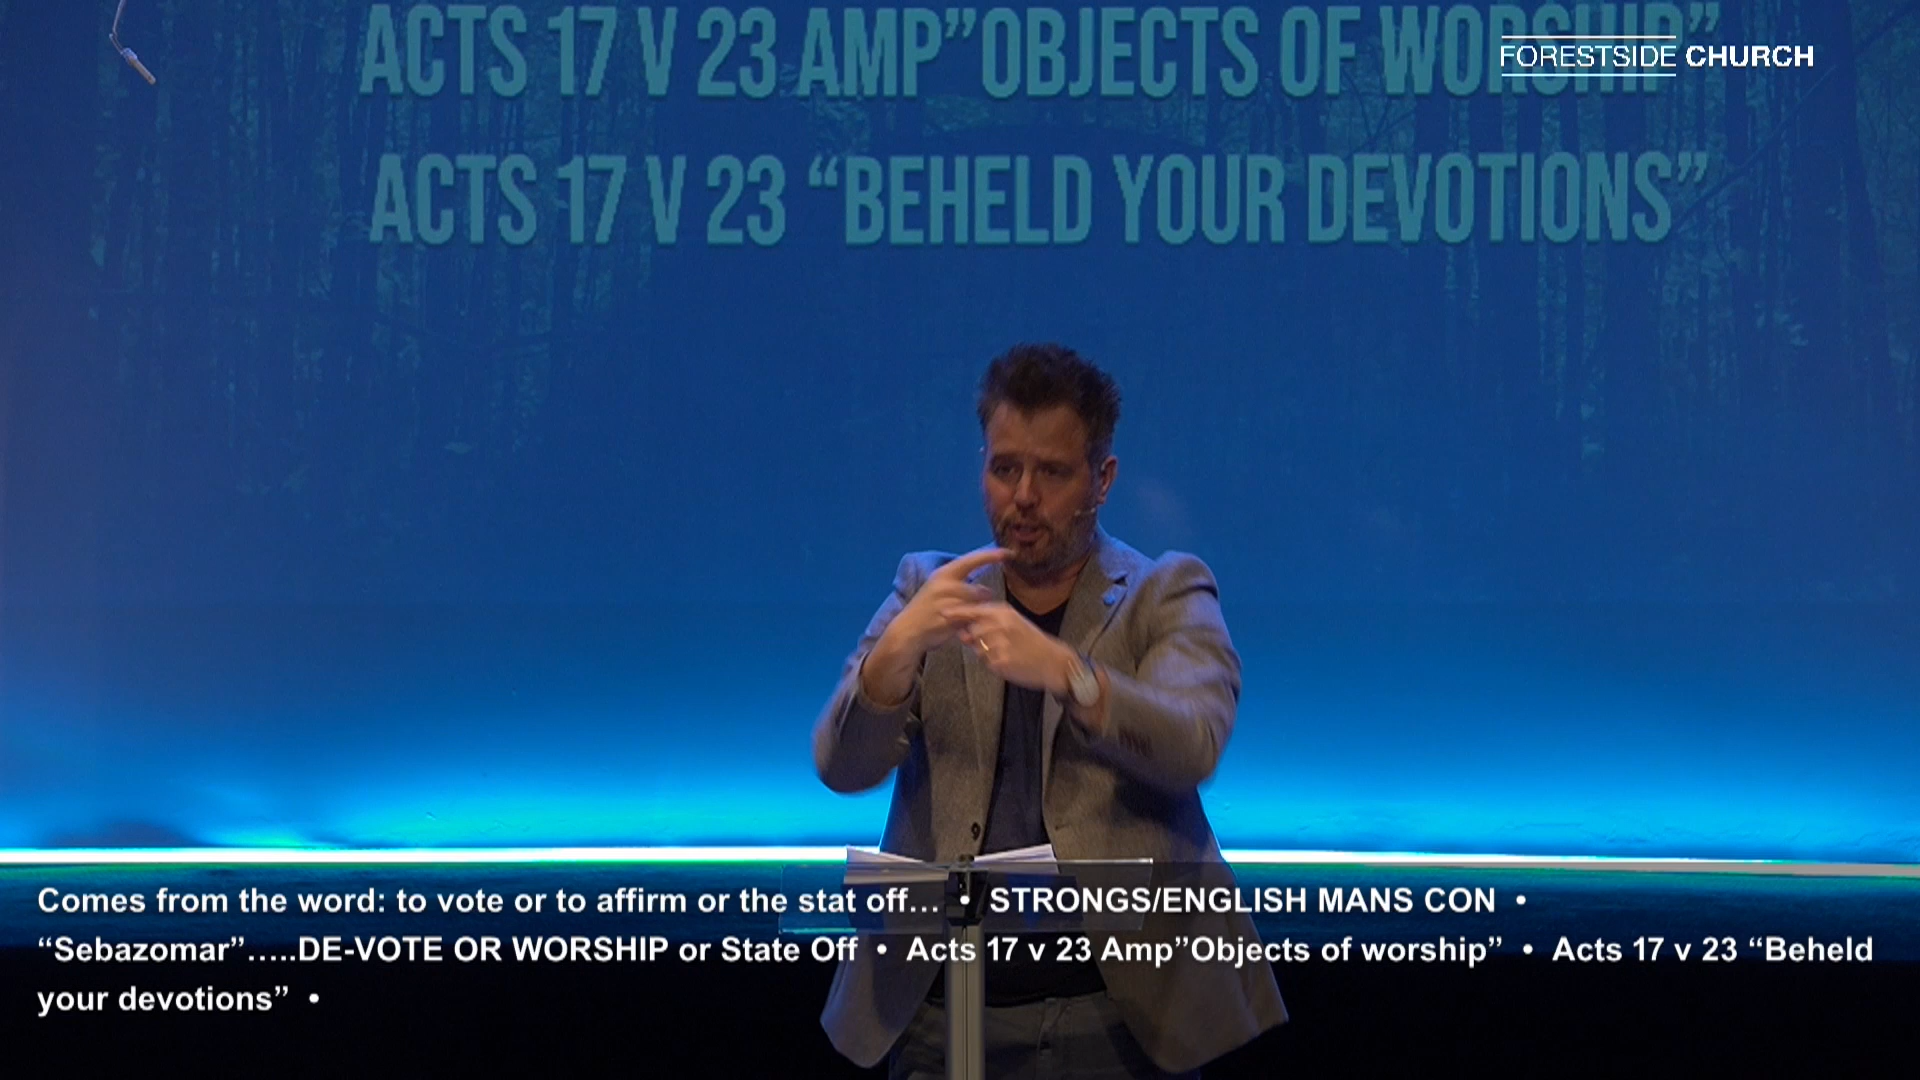 ACTS 17 V 23 AMP”OBJECTS OF WORSHIP”
FORESTSIDE CHURCH
ACTS 17 V 23 “BEHELD YOUR DEVOTIONS”
Comes from the word: to vote or to affirm or the stat off… • STRONGS/ENGLISH MANS CON •
“Sebazomar”…..DE-VOTE OR WORSHIP or State Off • Acts 17 v 23 Amp”Objects of worship” • Acts 17 v 23 “Beheld
your devotions” •